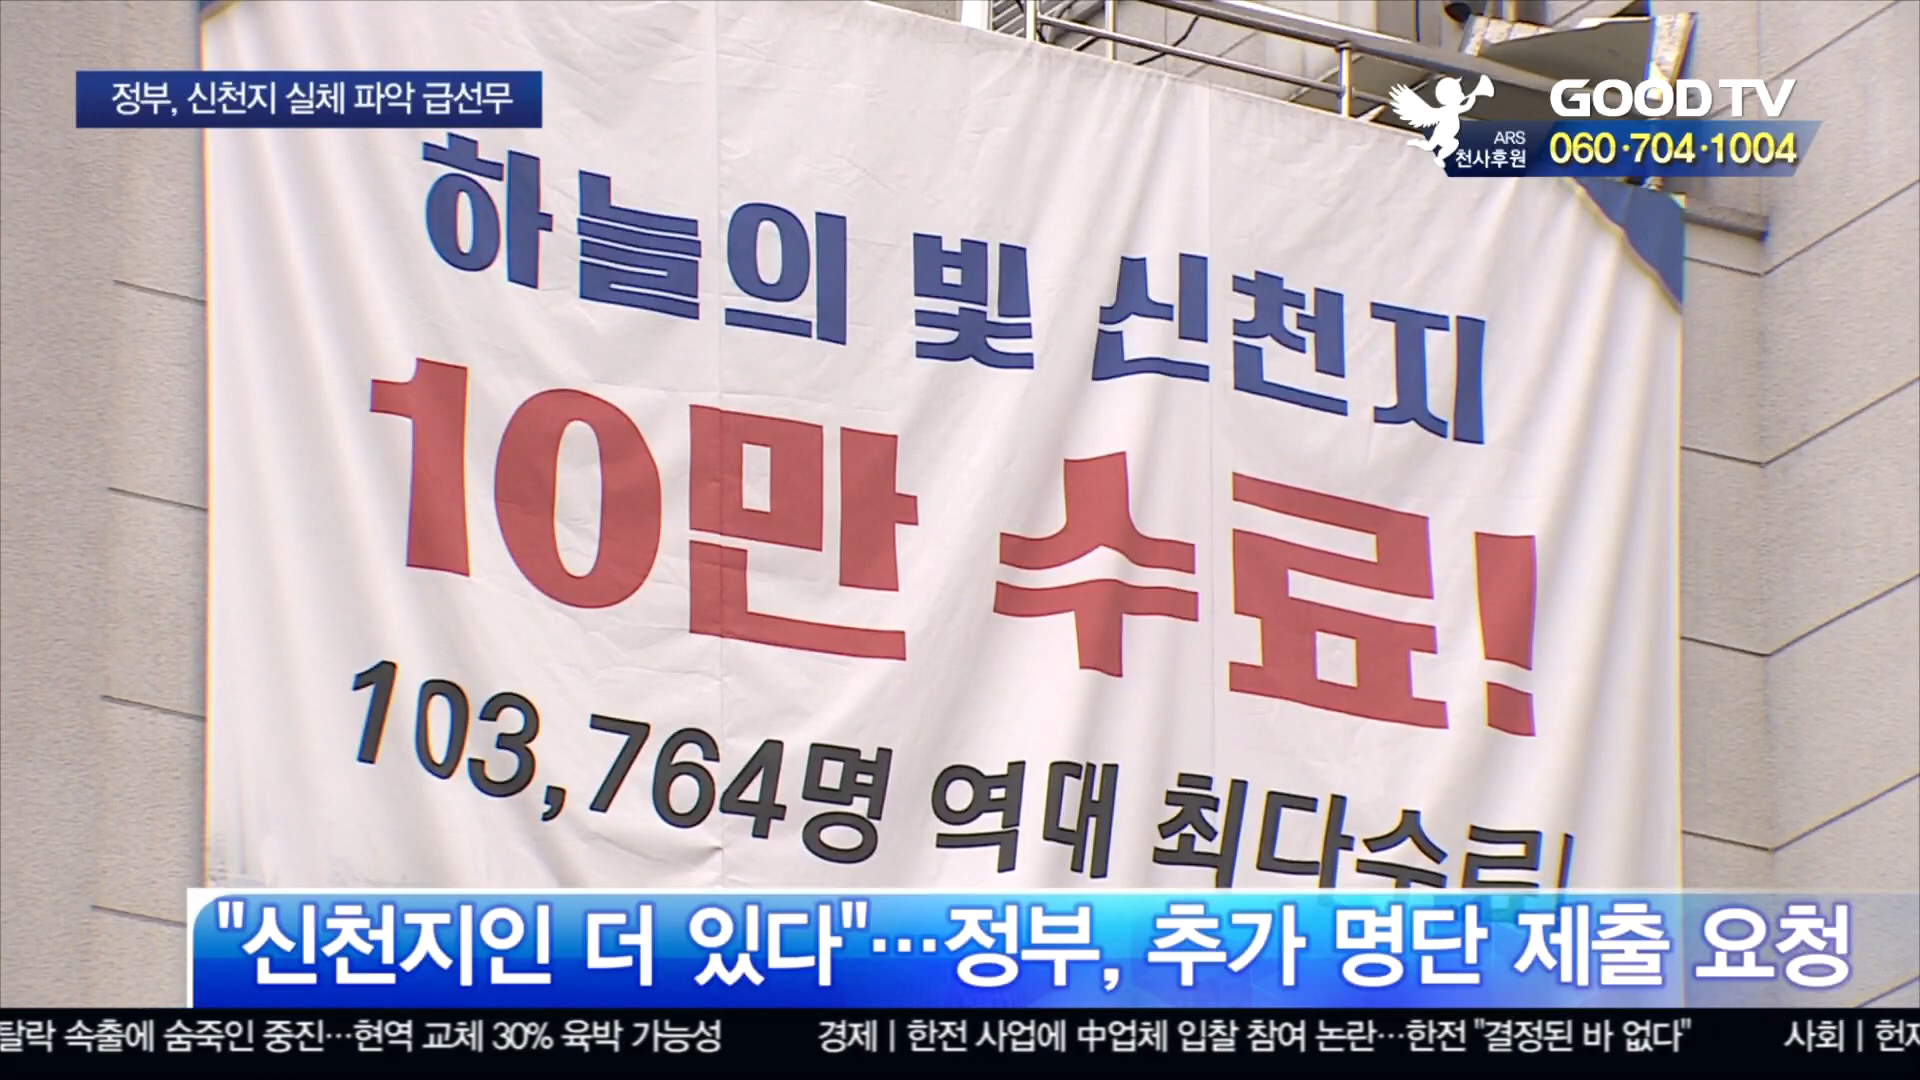 정부, 신천지 실체 파악 급선무
GOODTV
ARS
천사후원
060·704·1004
하늘의 빛 신천지
10만 수료!
103,764명 역대 최다수료
"신천지인 더 있다"…정부, 추가 명단 제출 요청
탈락 속출에 숨죽인 중진…현역 교체 30% 육박 가능성 경제 | 한전 사업에 中업체 입찰 참여 논란…한전 "결정된 바 없다" 사회 |